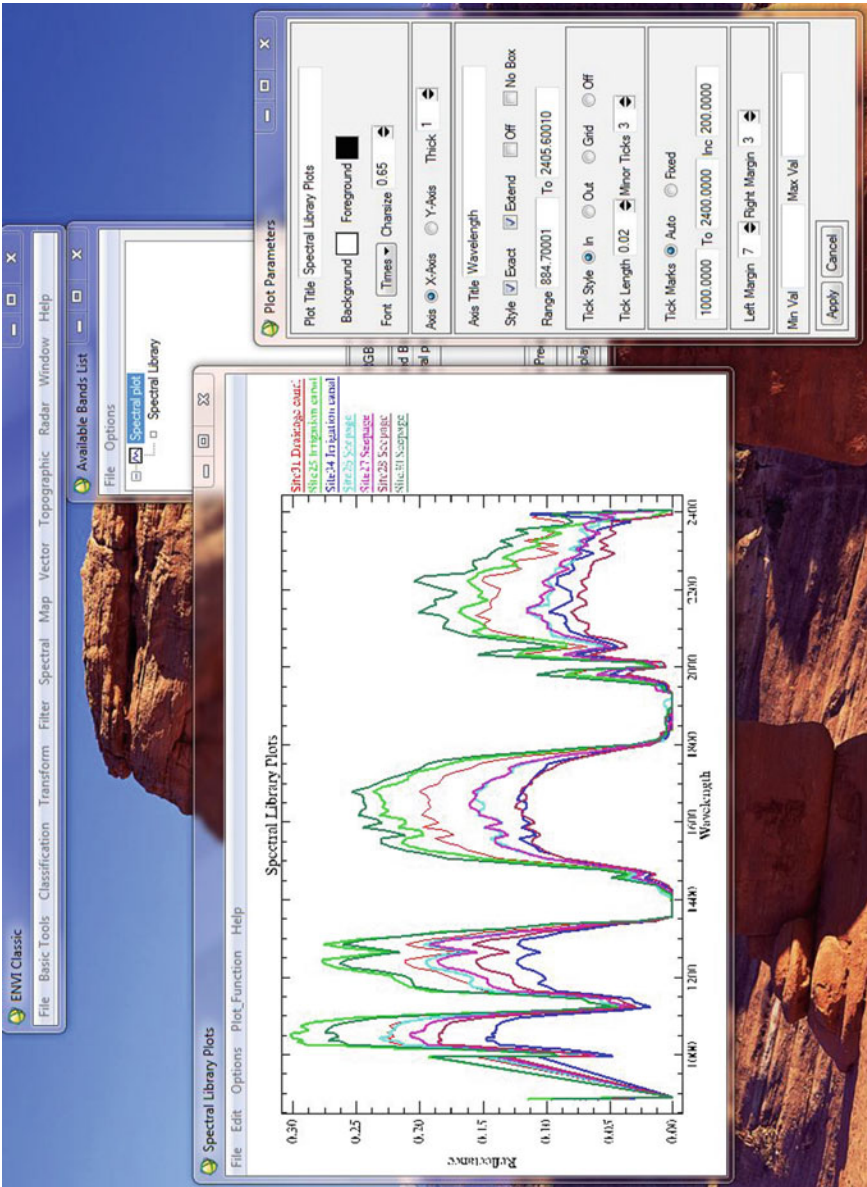 ENVI Classic
File Basic Tools Classification Transform Filter Spectral Map Vector Topographic Radar Window Help
Available Bands List
File Options
Spectral plot
Spectral Library
Spectral Library Plots
File Edit Options Plot_Function Help
Spectral Library Plots
Reflectance
0.30
0.25
0.20
0.15
0.10
0.05
0.00
1000 1200 1400 1600 1800 2000 2200 2400
Wavelength
Site31 Drainage canal
Site25 Irrigation canal
Site34 Irrigation canal
Seepage
Site27 Seepage
Site28 Seepage
Seepage
Plot Parameters
Plot Title Spectral Library Plots
Background Foreground
Font Times Charsize 0.65
Axis X-Axis Y-Axis Thick 1
Axis Title Wavelength
Style Exact Extend Off No Box
Range 884.70001 To 2405.60010
Tick Style In Out Grid Off
Tick Length 0.02 Minor Ticks 3
Tick Marks Auto Fixed
1000.0000 To 2400.0000 Inc 200.0000
Left Margin 7 Right Margin 3
Min Val Max Val
Apply Cancel